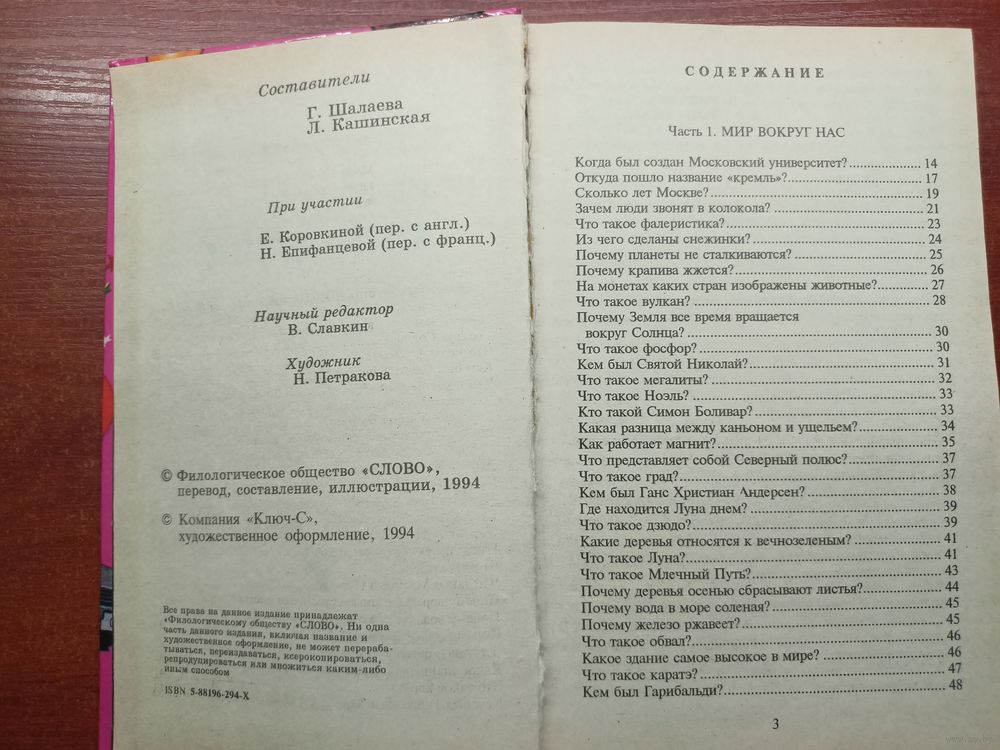 Составители
Г. Шалаева
Л. Кашинская
При участии
Е. Коровкиной (пер. с англ.)
Н. Епифанцевой (пер. с франц.)
Научный редактор
В. Славкин
Художник
Н. Петракова
© Филологическое общество «СЛОВО»,
перевод, составление, иллюстрации, 1994
© Компания «Ключ-С»,
художественное оформление, 1994
Все права на данное издание принадлежат
«Филологическому обществу «СЛОВО». Ни одна
часть данного издания, включая название и
художественное оформление, не может перераба-
тываться, переиздаваться, ксерокопироваться,
репродуцироваться или множиться каким-либо
иным способом
ISBN 5-88196-294-X
СОДЕРЖАНИЕ
Часть 1. МИР ВОКРУГ НАС
Когда был создан Московский университет? 14
Откуда пошло название «кремль»? 17
Сколько лет Москве? 19
Зачем люди звонят в колокола? 21
Что такое фалеристика? 23
Из чего сделаны снежинки? 24
Почему планеты не сталкиваются? 25
Почему крапива жжется? 26
На монетах каких стран изображены животные? 27
Что такое вулкан? 28
Почему Земля все время вращается
вокруг Солнца? 30
Что такое фосфор? 30
Кем был Святой Николай? 31
Что такое мегалиты? 32
Что такое Ноэль? 33
Кто такой Симон Боливар? 33
Какая разница между каньоном и ущельем? 34
Как работает магнит? 35
Что представляет собой Северный полюс? 37
Что такое град? 37
Кем был Ганс Христиан Андерсен? 38
Где находится Луна днем? 39
Что такое дзюдо? 39
Какие деревья относятся к вечнозеленым? 41
Что такое Луна? 41
Что такое Млечный Путь? 43
Почему деревья осенью сбрасывают листья? 44
Почему вода в море соленая? 45
Почему железо ржавеет? 45
Что такое обвал? 46
Какое здание самое высокое в мире? 46
Что такое каратэ? 47
Кем был Гарибальди? 48
3